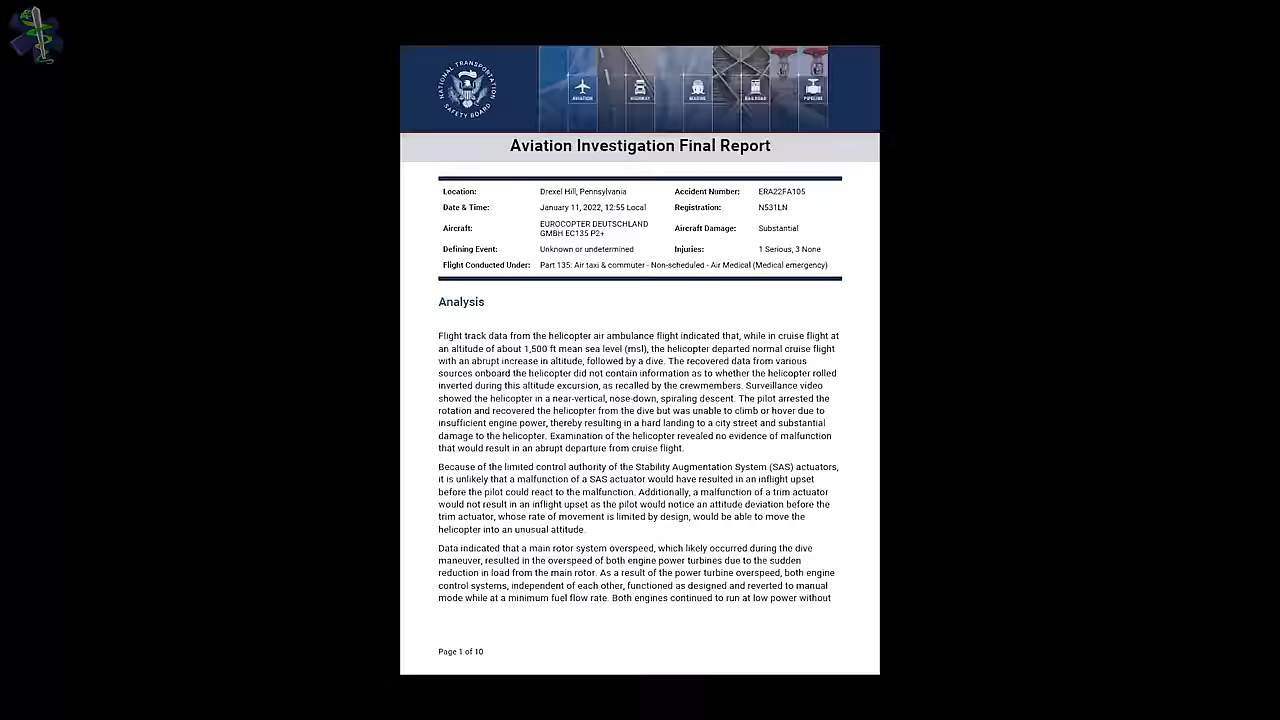 NATIONAL TRANSPORTATION
SAFETY BOARD
AVIATION
HIGHWAY
MARINE
RAILROAD
PIPELINE
Aviation Investigation Final Report
Location: Drexel Hill, Pennsylvania Accident Number: ERA22FA105
Date & Time: January 11, 2022, 12:55 Local Registration: N531LN
Aircraft: EUROCOPTER DEUTSCHLAND GMBH EC135 P2+ Aircraft Damage: Substantial
Defining Event: Unknown or undetermined Injuries: 1 Serious, 3 None
Flight Conducted Under: Part 135: Air taxi & commuter - Non-scheduled - Air Medical (Medical emergency)
Analysis
Flight track data from the helicopter air ambulance flight indicated that, while in cruise flight at
an altitude of about 1,500 ft mean sea level (msl), the helicopter departed normal cruise flight
with an abrupt increase in altitude, followed by a dive. The recovered data from various
sources onboard the helicopter did not contain information as to whether the helicopter rolled
inverted during this altitude excursion, as recalled by the crewmembers. Surveillance video
showed the helicopter in a near-vertical, nose-down, spiraling descent. The pilot arrested the
rotation and recovered the helicopter from the dive but was unable to climb or hover due to
insufficient engine power, thereby resulting in a hard landing to a city street and substantial
damage to the helicopter. Examination of the helicopter revealed no evidence of malfunction
that would result in an abrupt departure from cruise flight.
Because of the limited control authority of the Stability Augmentation System (SAS) actuators,
it is unlikely that a malfunction of a SAS actuator would have resulted in an inflight upset
before the pilot could react to the malfunction. Additionally, a malfunction of a trim actuator
would not result in an inflight upset as the pilot would notice an attitude deviation before the
trim actuator, whose rate of movement is limited by design, would be able to move the
helicopter into an unusual attitude.
Data indicated that a main rotor system overspeed, which likely occurred during the dive
maneuver, resulted in the overspeed of both engine power turbines due to the sudden
reduction in load from the main rotor. As a result of the power turbine overspeed, both engine
control systems, independent of each other, functioned as designed and reverted to manual
mode while at a minimum fuel flow rate. Both engines continued to run at low power without
Page 1 of 10